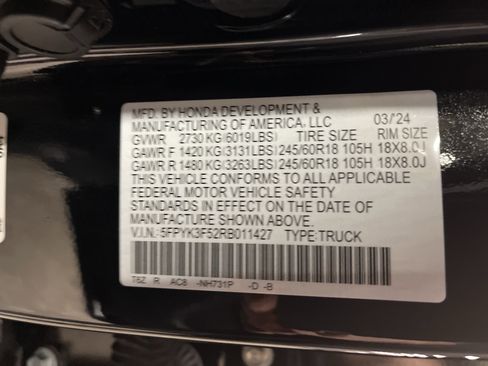 MFD. BY HONDA DEVELOPMENT &
MANUFACTURING OF AMERICA, LLC 03/'24
GVWR 2730 KG (6019LBS) TIRE SIZE RIM SIZE
GAWR F 1420 KG (3131LBS) 245/60R18 105H 18X8.0J
GAWR R 1480 KG (3263LBS) 245/60R18 105H 18X8.0J
THIS VEHICLE CONFORMS TO ALL APPLICABLE
FEDERAL MOTOR VEHICLE SAFETY
STANDARDS IN EFFECT ON THE DATE OF
MANUFACTURE SHOWN ABOVE.
V.I.N.: 5FPYK3F52RB011427 TYPE: TRUCK
T6Z R AC8 -NH731P -D -B